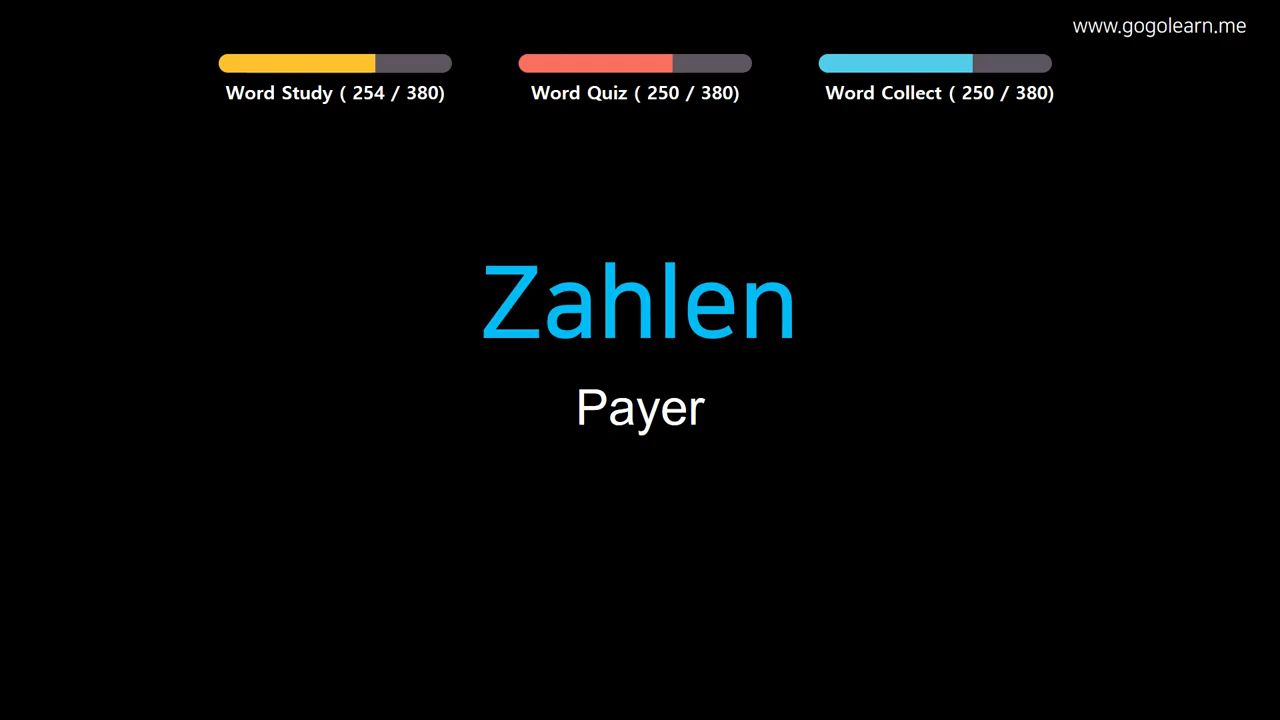 www.gogolearn.me
Word Study ( 254 / 380)
Word Quiz ( 250 / 380)
Word Collect ( 250 / 380)
Zahlen
Payer